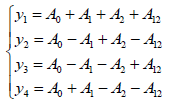 y₁ = A₀ + A₁ + A₂ + A₁₂
y₂ = A₀ − A₁ + A₂ − A₁₂
y₃ = A₀ − A₁ − A₂ + A₁₂
y₄ = A₀ + A₁ − A₂ − A₁₂